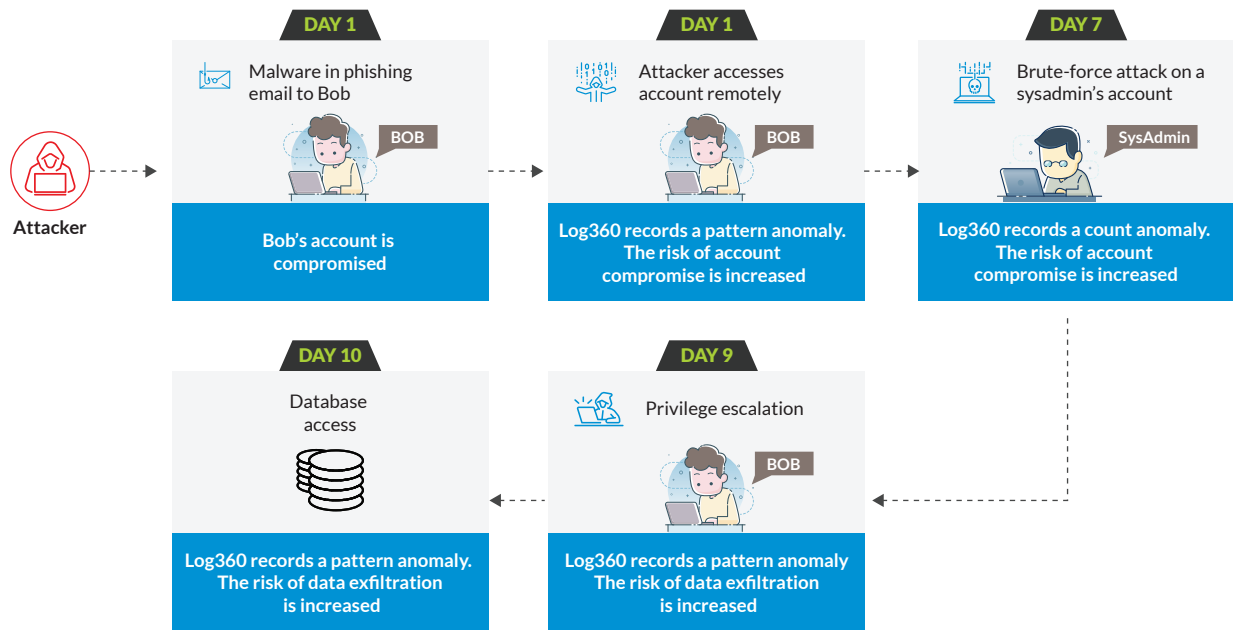 DAY 1
Malware in phishing
email to Bob
BOB
Bob's account is
compromised
Attacker
DAY 1
Attacker accesses
account remotely
BOB
Log360 records a pattern anomaly.
The risk of account
compromise is increased
DAY 7
Brute-force attack on a
sysadmin's account
SysAdmin
Log360 records a count anomaly.
The risk of account
compromise is increased
DAY 9
Privilege escalation
BOB
Log360 records a pattern anomaly
The risk of data exfiltration
is increased
DAY 10
Database
access
Log360 records a pattern anomaly.
The risk of data exfiltration
is increased